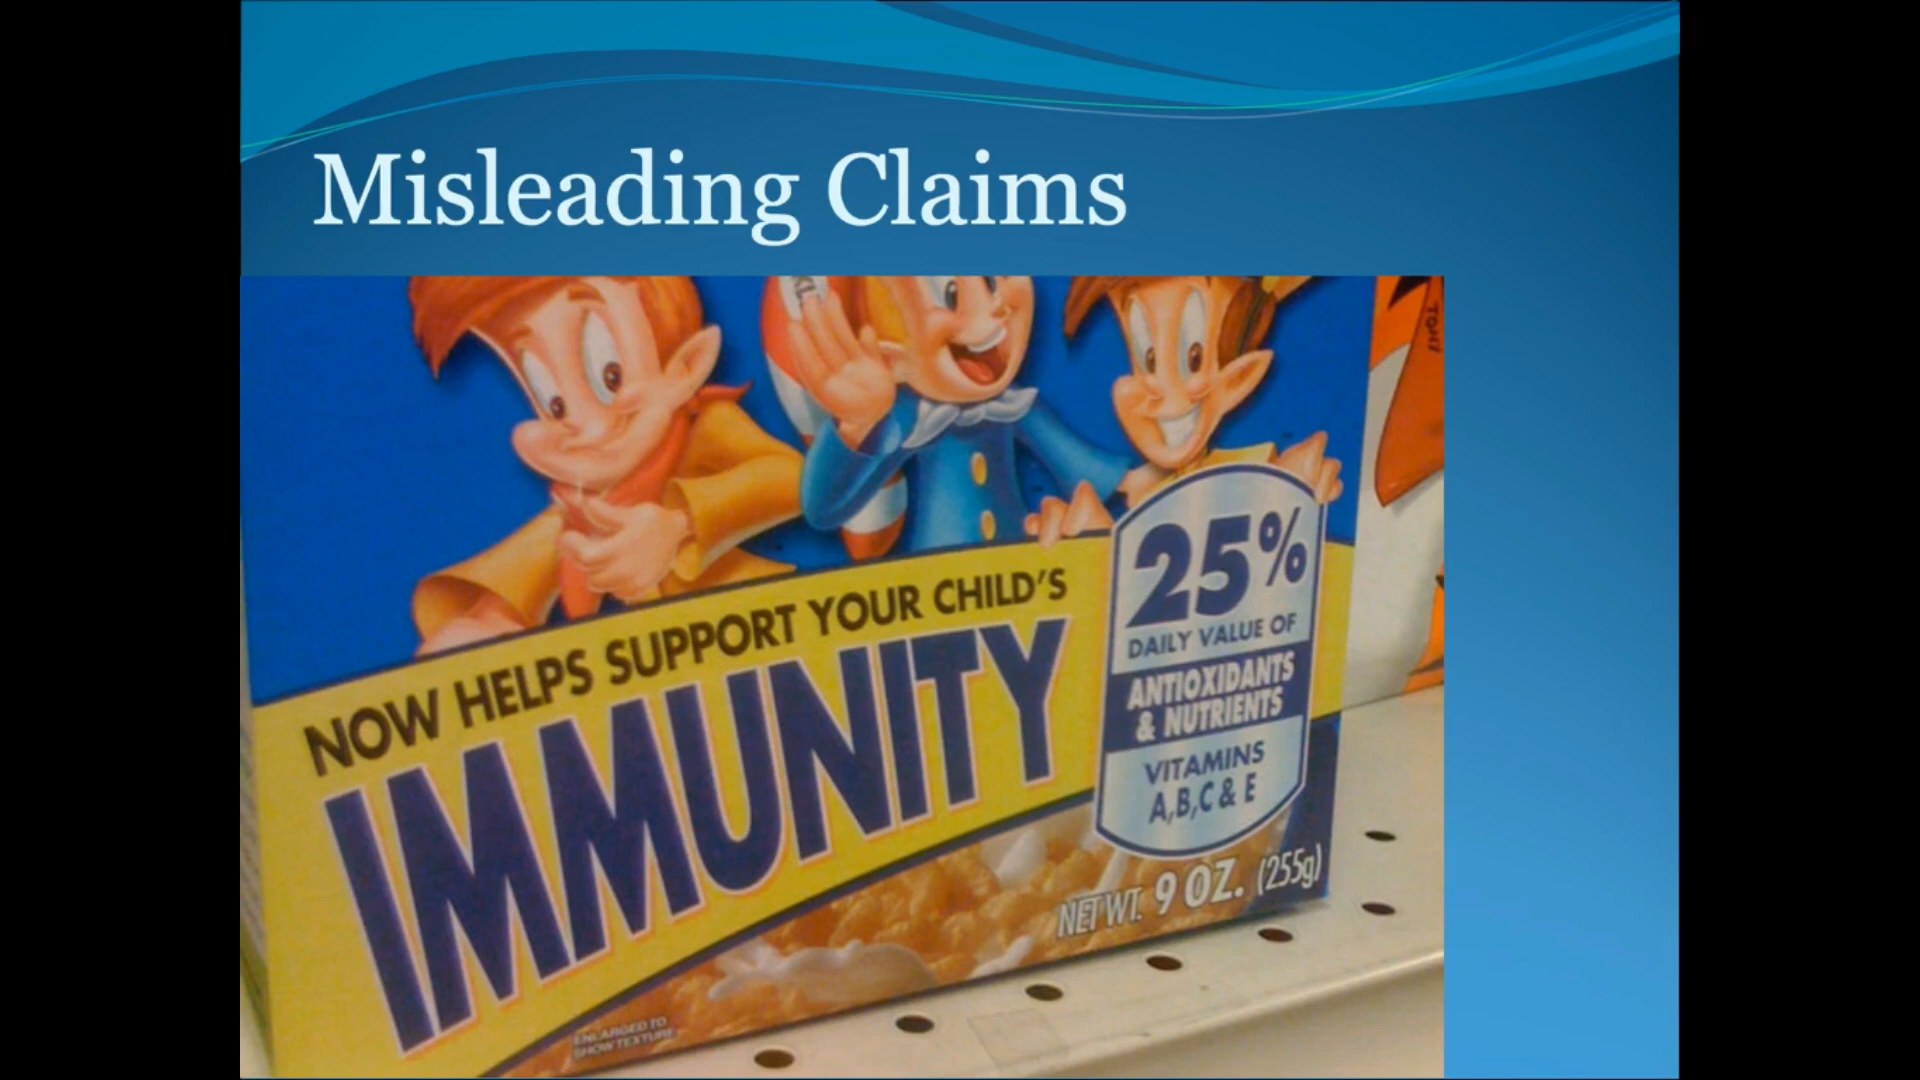 Misleading Claims
TONY
NOW HELPS SUPPORT YOUR CHILD'S
IMMUNITY
25%
DAILY VALUE OF
ANTIOXIDANTS
& NUTRIENTS
VITAMINS
A,B,C & E
NET WT. 9 OZ. (255g)
ENLARGED TO
SHOW TEXTURE